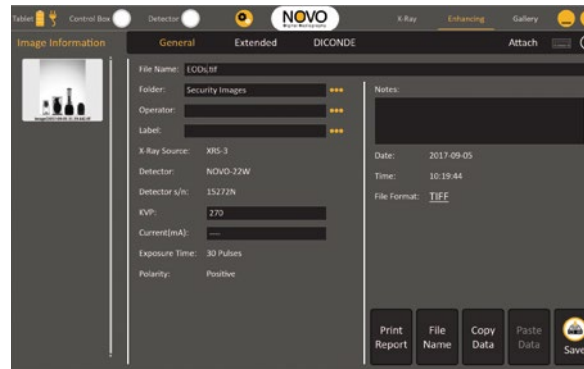 Tablet Control Box Detector NOVO X-Ray Enhancing Gallery
Digital Radiography
Image Information General Extended DICONDE Attach
File Name: EODs.tif
Folder: Security Images
Notes:
Operator:
Label:
X-Ray Source: XRS-3
Date: 2017-09-05
Detector: NOVO-22W
Time: 10:19:44
Detector s/n: 15272N
File Format: TIFF
KVP: 270
Current(mA): ----
Exposure Time: 30 Pulses
Polarity: Positive
Print Report
File Name
Copy Data
Paste Data
Save